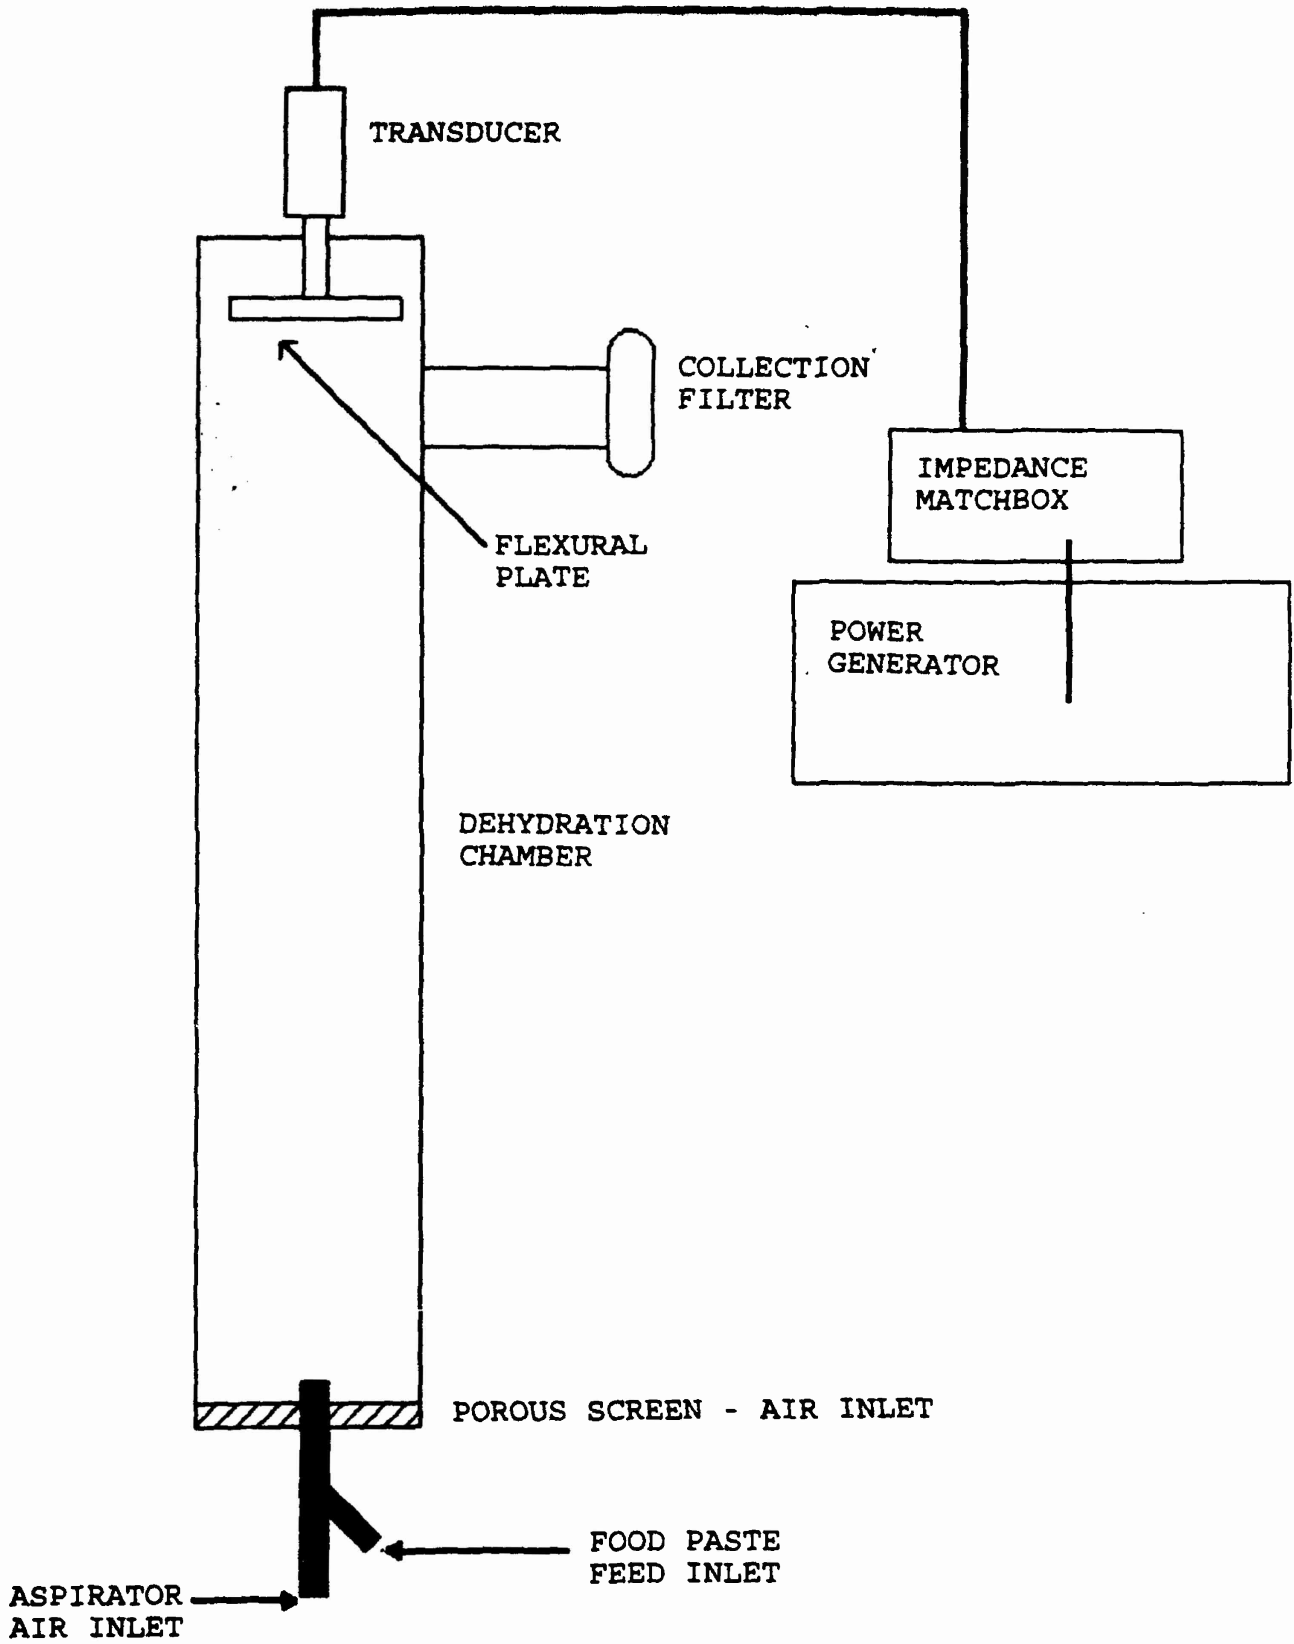 TRANSDUCER
COLLECTION
FILTER
IMPEDANCE
MATCHBOX
FLEXURAL
PLATE
POWER
GENERATOR
DEHYDRATION
CHAMBER
POROUS SCREEN - AIR INLET
FOOD PASTE
FEED INLET
ASPIRATOR
AIR INLET